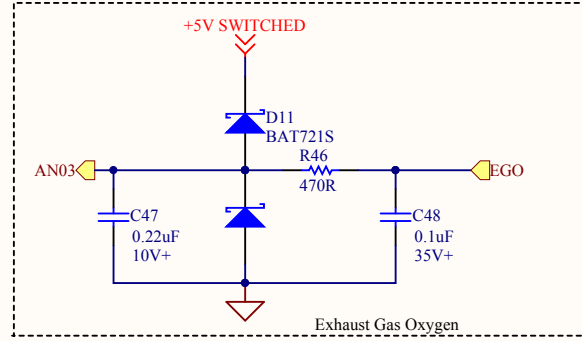 +5V SWITCHED
D11
BAT721S
R46
470R
AN03
EGO
C47
0.22uF
10V+
C48
0.1uF
35V+
Exhaust Gas Oxygen